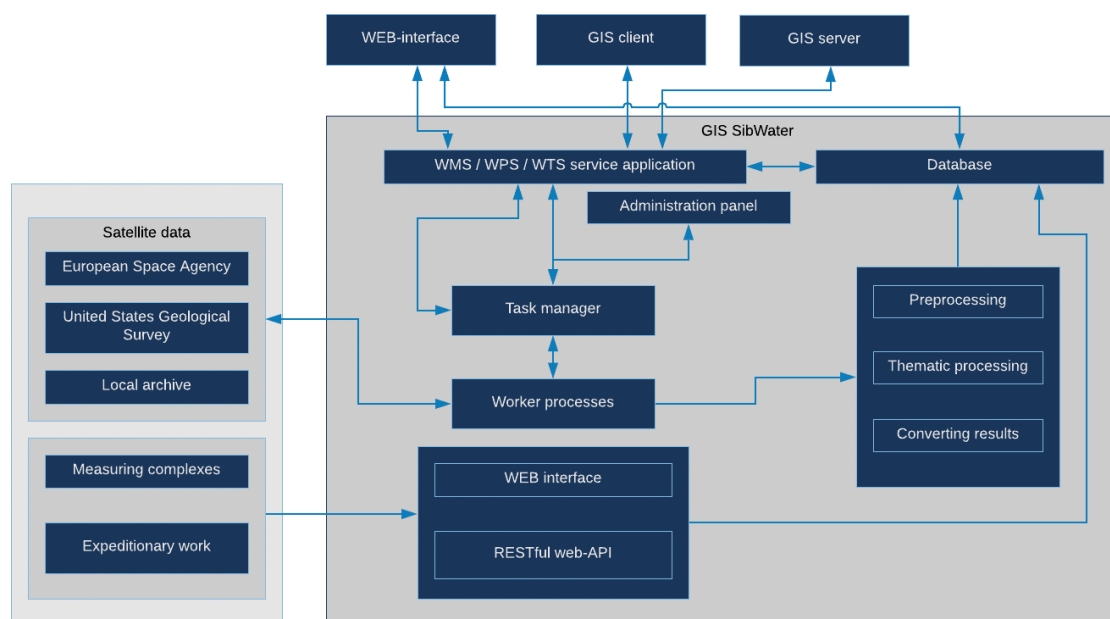 WEB-interface
GIS client
GIS server
GIS SibWater
WMS / WPS / WTS service application
Database
Administration panel
Satellite data
European Space Agency
United States Geological
Survey
Local archive
Task manager
Preprocessing
Thematic processing
Converting results
Worker processes
Measuring complexes
Expeditionary work
WEB interface
RESTful web-API